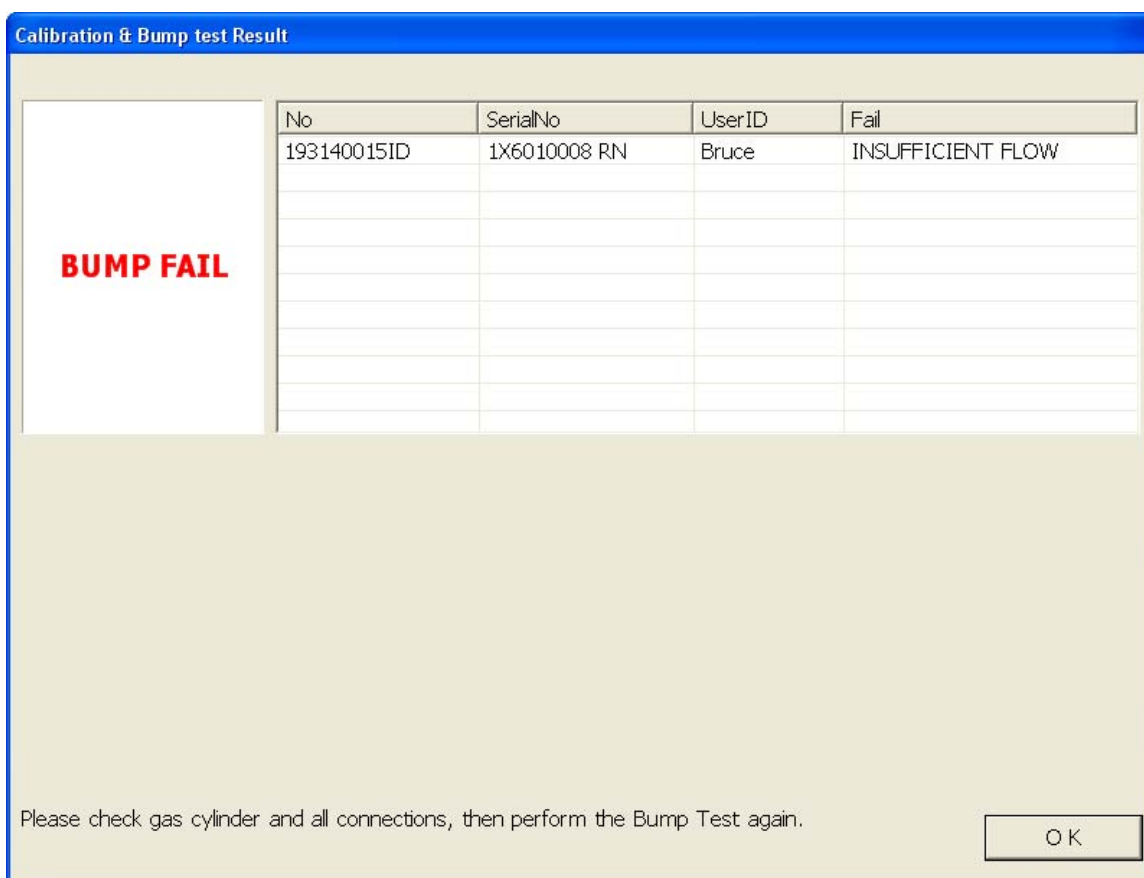 Calibration & Bump test Result
No SerialNo UserID Fail
193140015ID 1X6010008 RN Bruce INSUFFICIENT FLOW
BUMP FAIL
Please check gas cylinder and all connections, then perform the Bump Test again.
O K